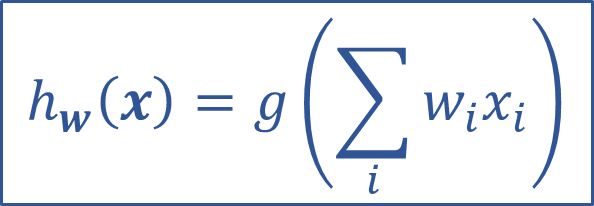 h_w(x) = g(∑_i w_i x_i)